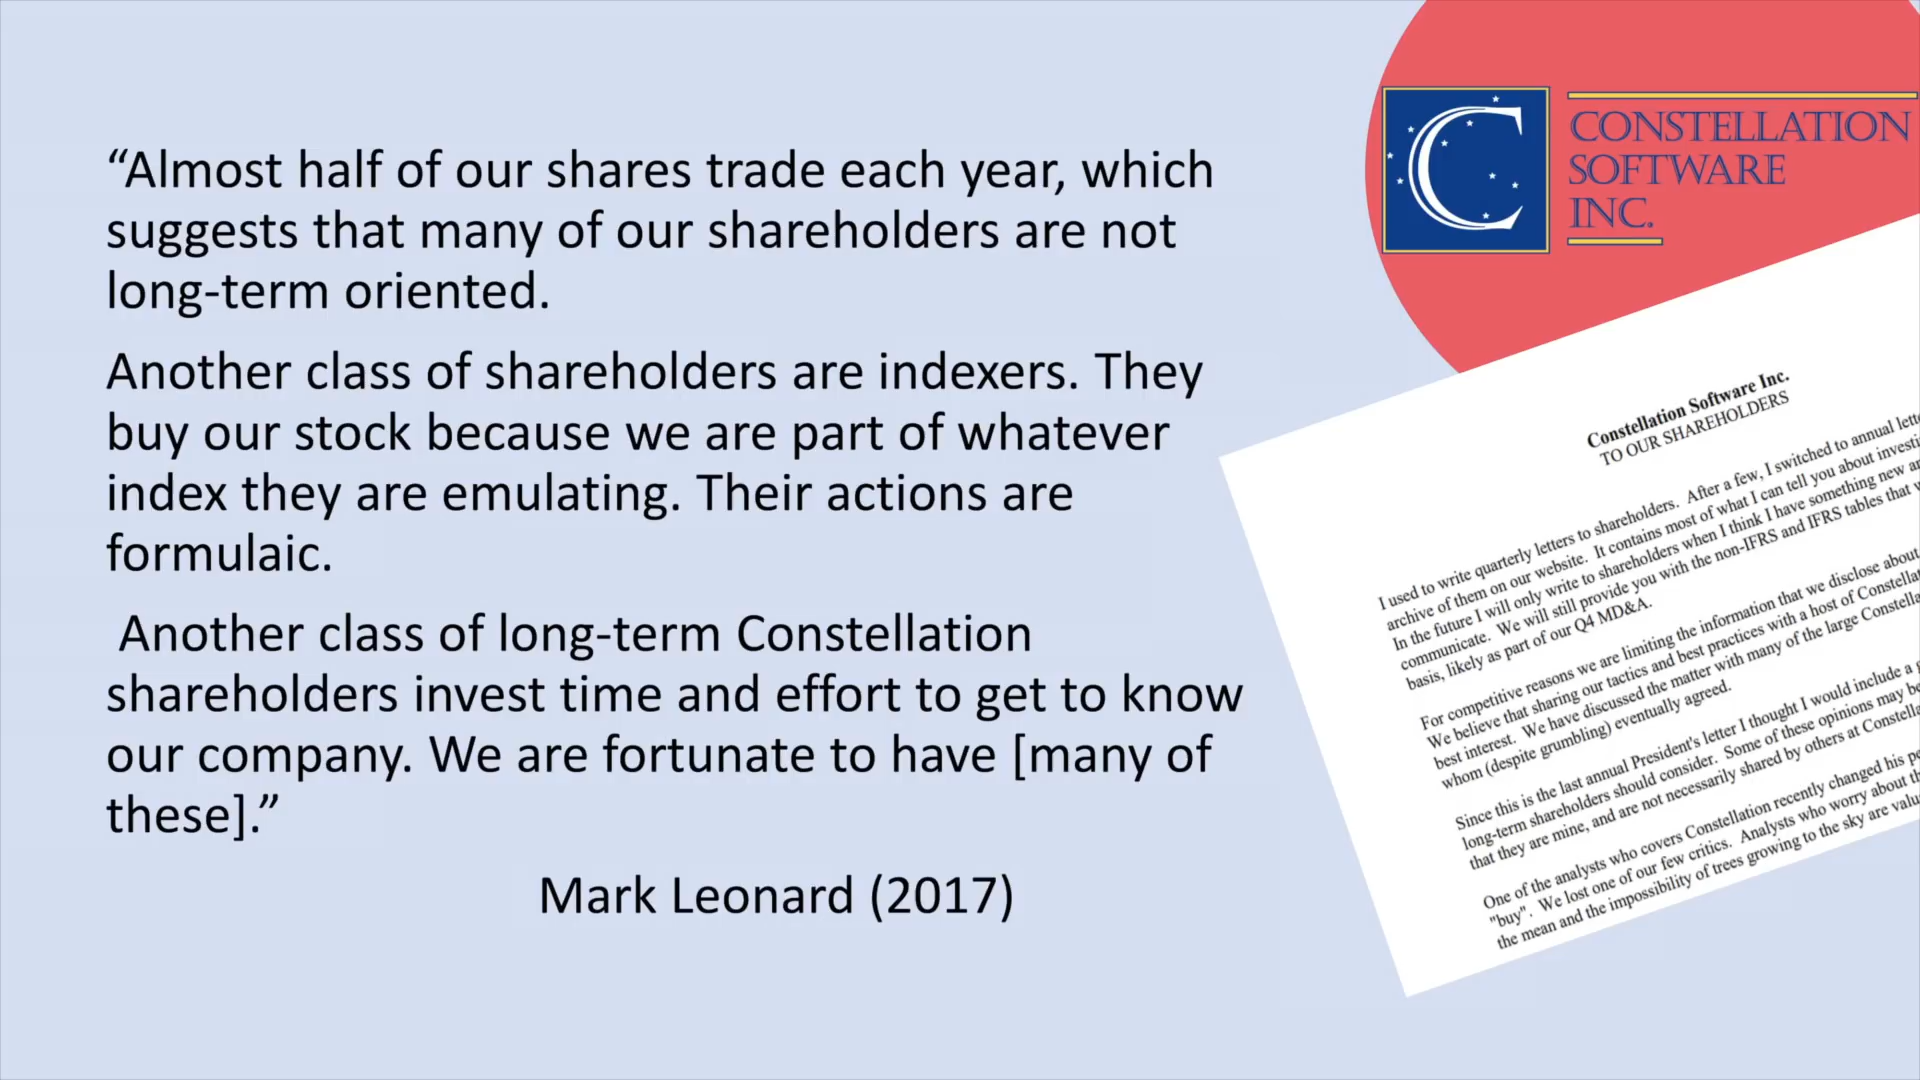 “Almost half of our shares trade each year, which
suggests that many of our shareholders are not
long-term oriented.
Another class of shareholders are indexers. They
buy our stock because we are part of whatever
index they are emulating. Their actions are
formulaic.
Another class of long-term Constellation
shareholders invest time and effort to get to know
our company. We are fortunate to have [many of
these].”
Mark Leonard (2017)
C
CONSTELLATION
SOFTWARE
INC.
Constellation Software Inc.
TO OUR SHAREHOLDERS
I used to write quarterly letters to shareholders. After a few, I switched to annual
archive of them on our website. It contains most of what I can tell you about
In the future I will only write to shareholders when I think I have something new
communicate. We will still provide you with the non-IFRS and IFRS tables that
basis, likely as part of our Q4 MD&A.
For competitive reasons we are limiting the information that we disclose about
We believe that sharing our tactics and best practices with a host of
best interest. We have discussed the matter with many of the large
whom (despite grumbling) eventually agreed.
Since this is the last annual President's letter I thought I would include a
long-term shareholders should consider. Some of these opinions may
that they are mine, and are not necessarily shared by others at
One of the analysts who covers Constellation recently changed his
"buy". We lost one of our few critics. Analysts who worry about
the mean and the impossibility of trees growing to the sky are